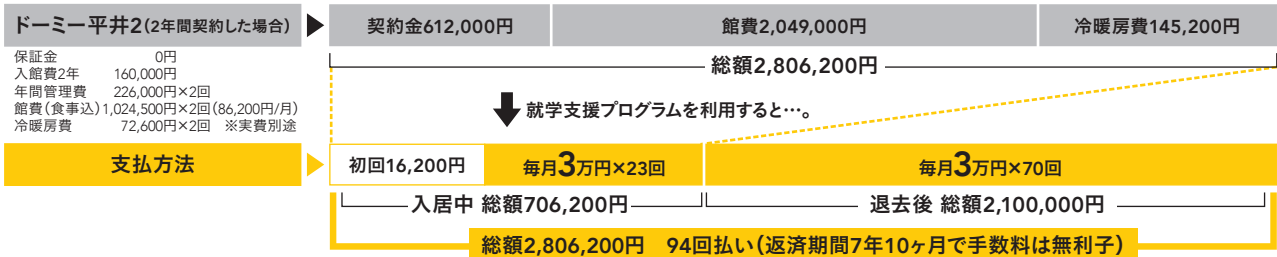 ドーミー平井2(2年間契約した場合) ▶ 契約金612,000円 館費2,049,000円 冷暖房費145,200円
保証金 0円
入館費2年 160,000円
年間管理費 226,000円×2回
館費(食事込)1,024,500円×2回(86,200円/月)
冷暖房費 72,600円×2回 ※実費別途
総額2,806,200円
就学支援プログラムを利用すると…。
支払方法 初回16,200円 毎月3万円×23回 毎月3万円×70回
入居中 総額706,200円 退去後 総額2,100,000円
総額2,806,200円 94回払い(返済期間7年10ヶ月で手数料は無利子)